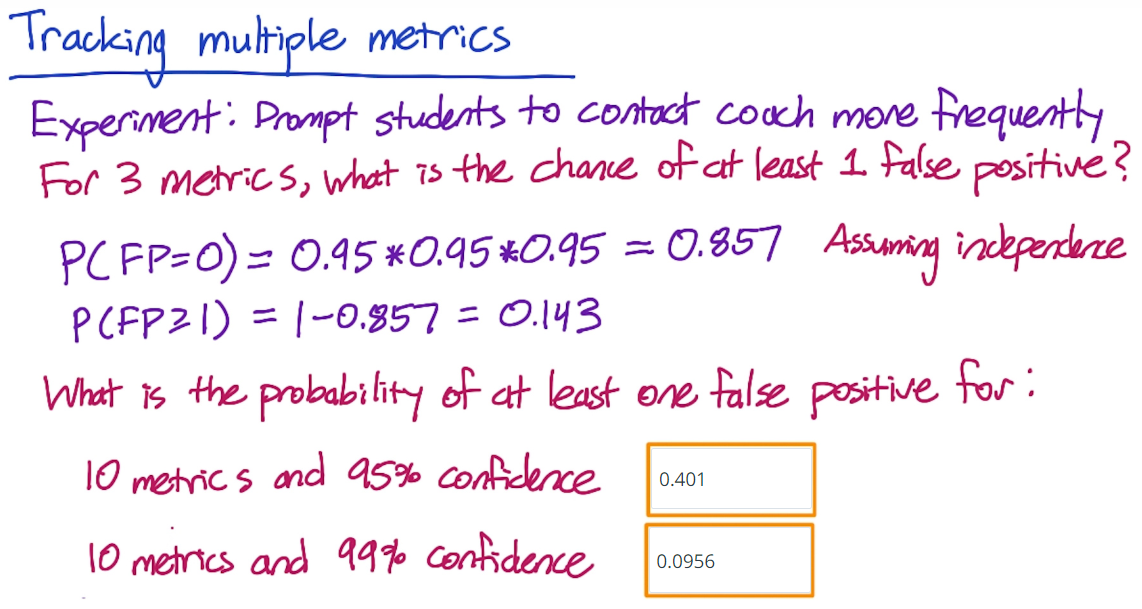 Tracking multiple metrics
Experiment: Prompt students to contact coach more frequently
For 3 metrics, what is the chance of at least 1 false positive?
P(FP=0) = 0.95*0.95*0.95 = 0.857 Assuming independence
P(FP≥1) = 1-0.857 = 0.143
What is the probability of at least one false positive for:
10 metrics and 95% confidence 0.401
10 metrics and 99% confidence 0.0956